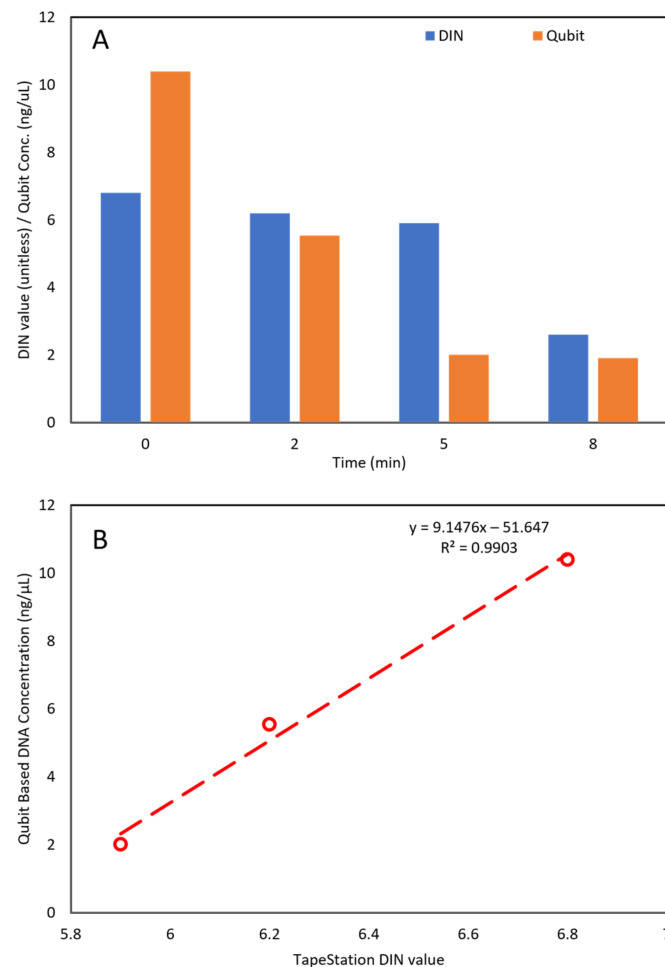 A
DIN
Qubit
DIN value (unitless) / Qubit Conc. (ng/uL)
12
10
8
6
4
2
0
0
2
5
8
Time (min)
B
y = 9.1476x – 51.647
R² = 0.9903
Qubit Based DNA Concentration (ng/µL)
12
10
8
6
4
2
0
5.8
6
6.2
6.4
6.6
6.8
7
TapeStation DIN value